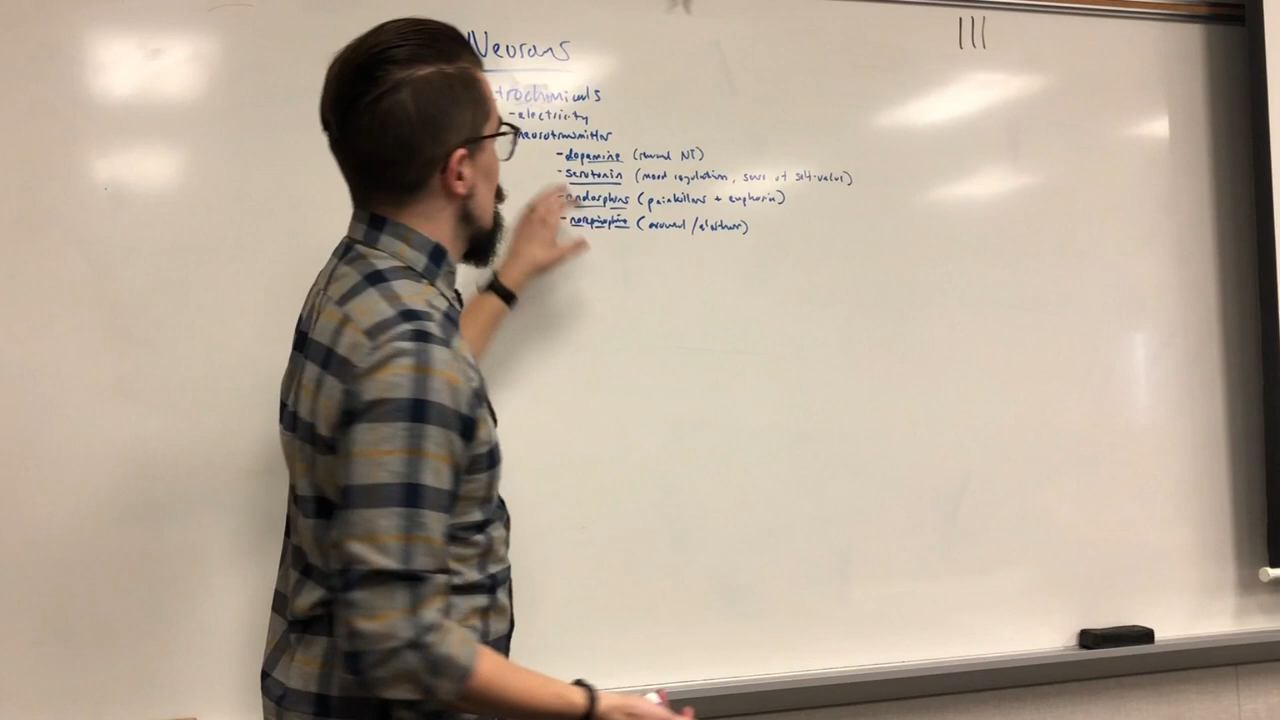 Neurons
trochemicals
-electricity
neurotransmitter
-dopamine (reward NT)
-serotonin (mood regulation, sense of self-value)
-endorphins (painkillers + euphoria)
-norepinephrine (arousal /
|||